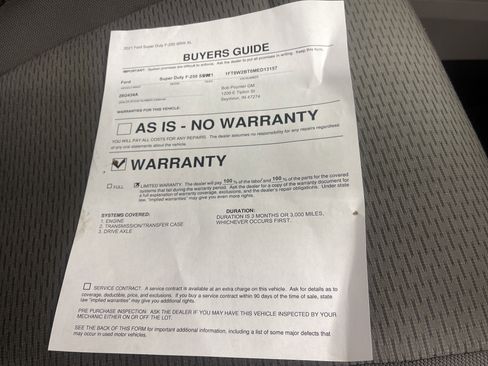 2021 Ford Super Duty F-250 SRW XL
BUYERS GUIDE
IMPORTANT: Spoken promises are difficult to enforce. Ask the dealer to put all promises in writing. Keep this form.
Ford Super Duty F-250 SRW 1FT8W2BT6MED13157
VEHICLE MAKE MODEL YEAR VIN NUMBER
260434A
DEALER STOCK NUMBER
Bob Poynter GM
1209 E Tipton St
Seymour, IN 47274
WARRANTIES FOR THIS VEHICLE:
AS IS - NO WARRANTY
YOU WILL PAY ALL COSTS FOR ANY REPAIRS. The dealer assumes no responsibility for any repairs regardless
of any oral statements about the vehicle.
WARRANTY
FULL
LIMITED WARRANTY. The dealer will pay 100 % of the labor and 100 % of the parts for the covered
systems that fail during the warranty period. Ask the dealer for a copy of the warranty document for
a full explanation of warranty coverage, exclusions, and the dealer's repair obligations. Under state
law, "implied warranties" may give you even more rights.
SYSTEMS COVERED:
1. ENGINE
2. TRANSMISSION/TRANSFER CASE
3. DRIVE AXLE
DURATION:
DURATION IS 3 MONTHS OR 3,000 MILES,
WHICHEVER OCCURS FIRST.
SERVICE CONTRACT. A service contract is available at an extra charge on this vehicle. Ask for details as to
coverage, deductible, price, and exclusions. If you buy a service contract within 90 days of the time of sale, state
law "implied warranties" may give you additional rights.
PRE PURCHASE INSPECTION: ASK THE DEALER IF YOU MAY HAVE THIS VEHICLE INSPECTED BY YOUR
MECHANIC EITHER ON OR OFF THE LOT.
SEE THE BACK OF THIS FORM for important additional information, including a list of some major defects that
may occur in used motor vehicles.